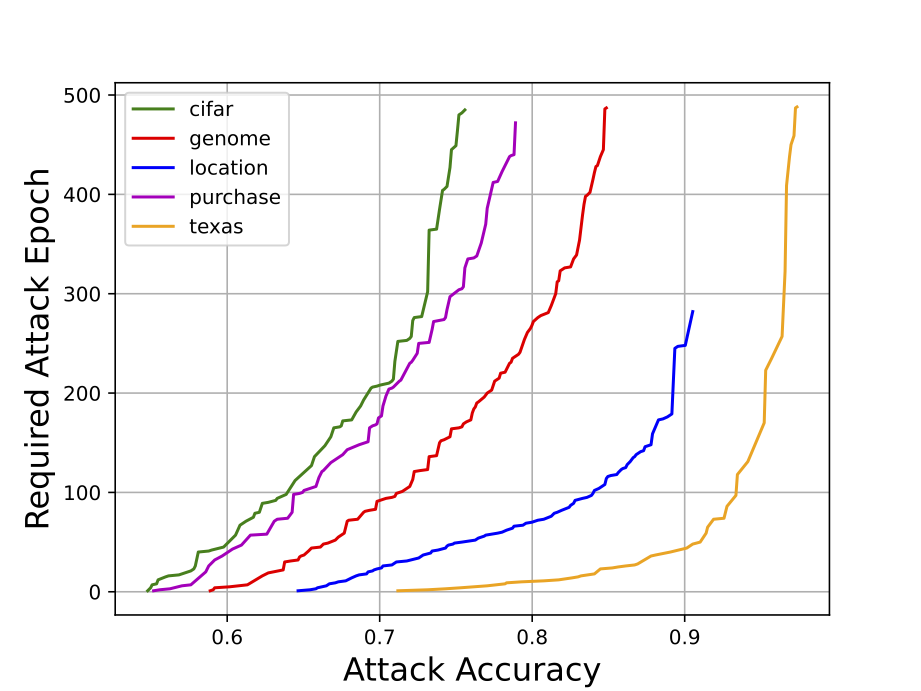 500
400
300
200
100
0
0.6
0.7
0.8
0.9
Attack Accuracy
Required Attack Epoch
cifar
genome
location
purchase
texas